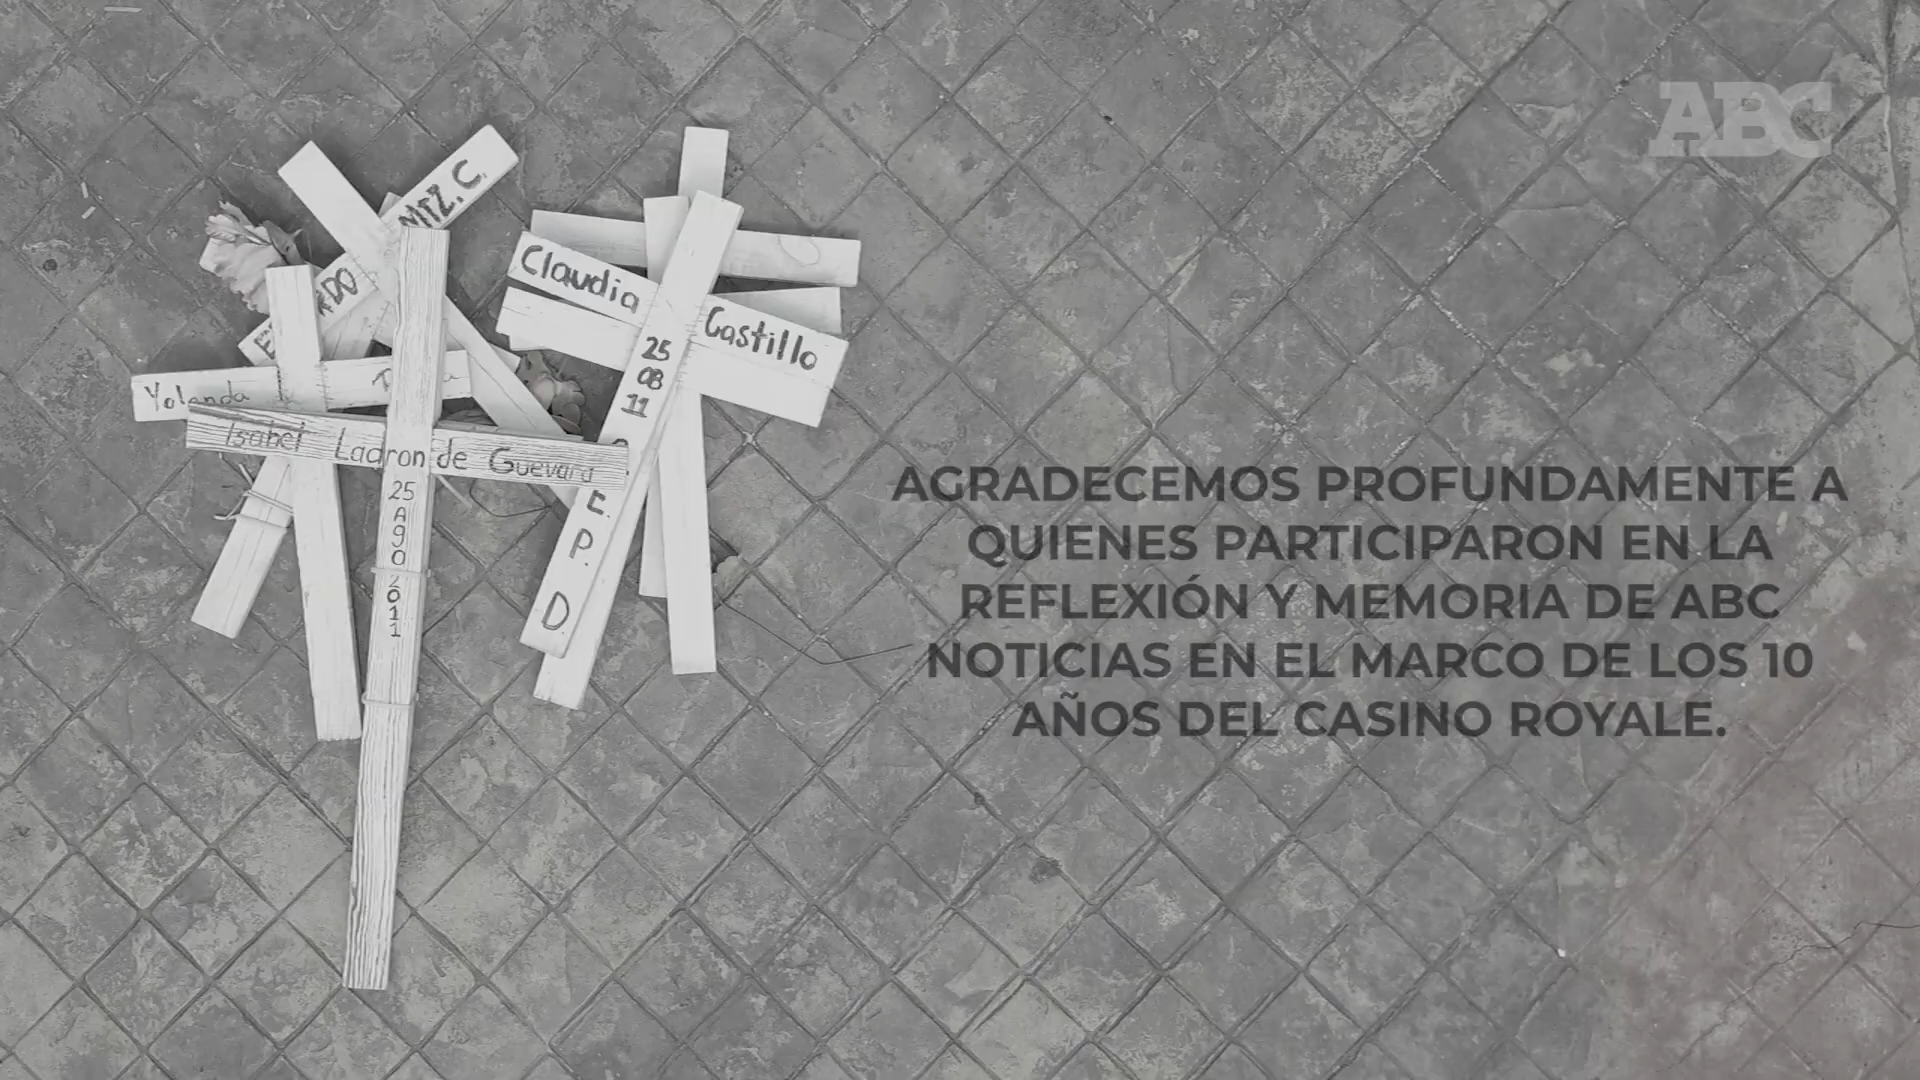 ABC
MTZ. C.
Claudia Castillo
25
08
11
E.
P.
D.
Yolanda
Isabel Ladron de Guevara
25
Ago
2011
AGRADECEMOS PROFUNDAMENTE A
QUIENES PARTICIPARON EN LA
REFLEXIÓN Y MEMORIA DE ABC
NOTICIAS EN EL MARCO DE LOS 10
AÑOS DEL CASINO ROYALE.